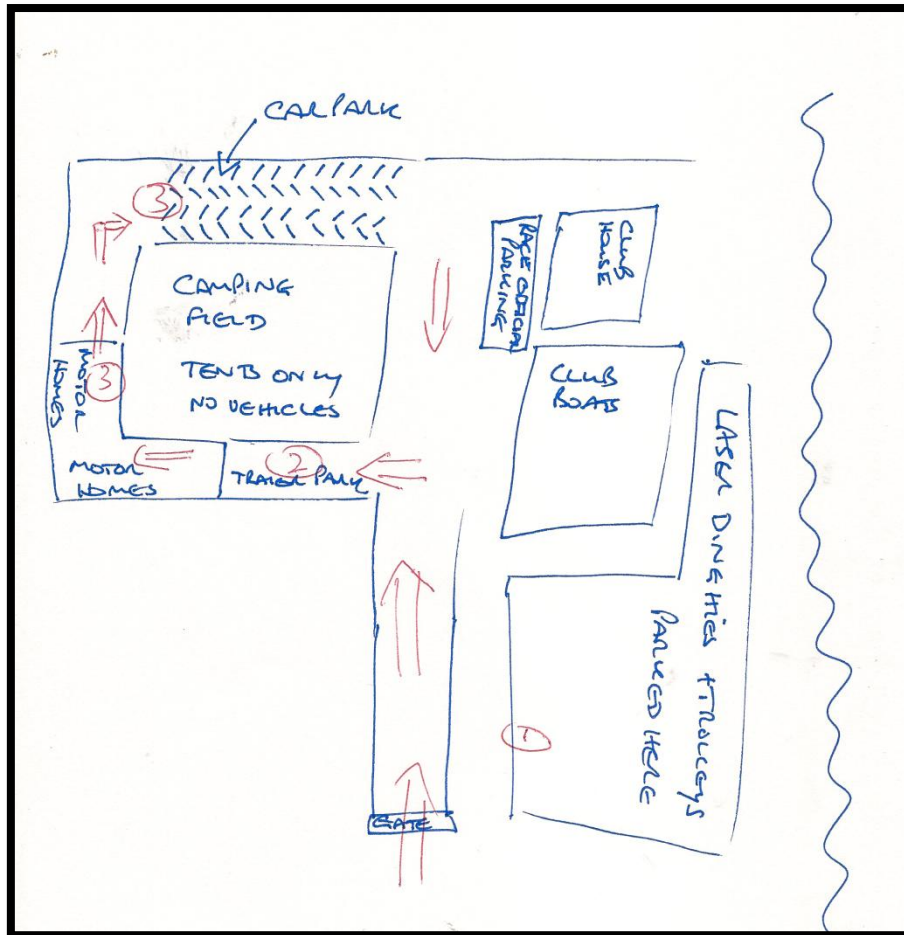 CAR PARK
3
RACE OFFICIAL
PARKING
CLUB
HOUSE
CAMPING
FIELD
TENTS ONLY
NO VEHICLES
MOTOR
HOMES
3
CLUB
BOATS
MOTOR
HOMES
2
TRAILER PARK
LASER DINGHIES + TROLLEYS
PARKED HERE
1
GATE